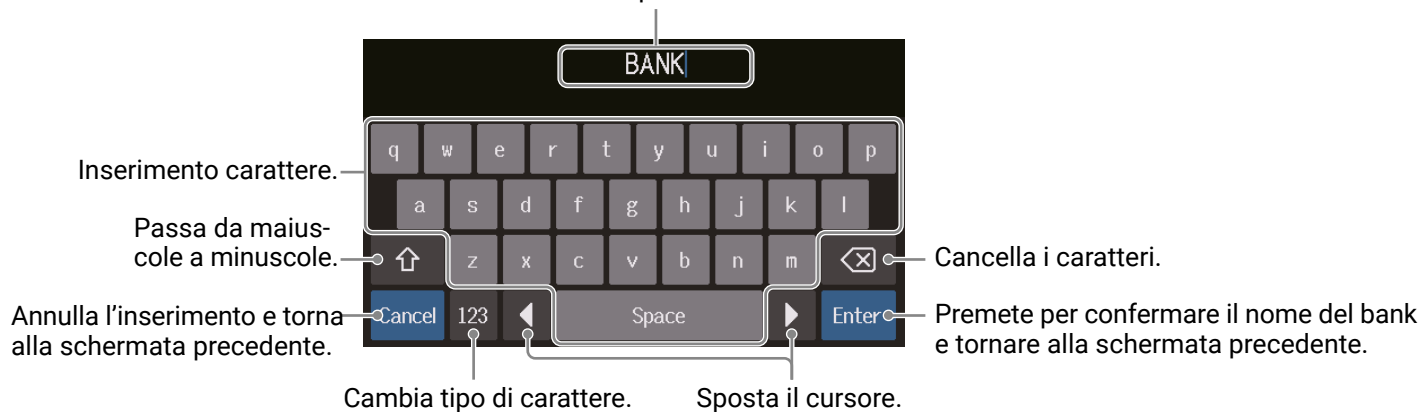 BANK
q w e r t y u i o p
Inserimento carattere.
a s d f g h j k l
Passa da maius-
cole a minuscole.
z x c v b n m
Cancella i caratteri.
Annulla l'inserimento e torna
alla schermata precedente.
Cancel 123 Space Enter
Premete per confermare il nome del bank
e tornare alla schermata precedente.
Cambia tipo di carattere.
Sposta il cursore.